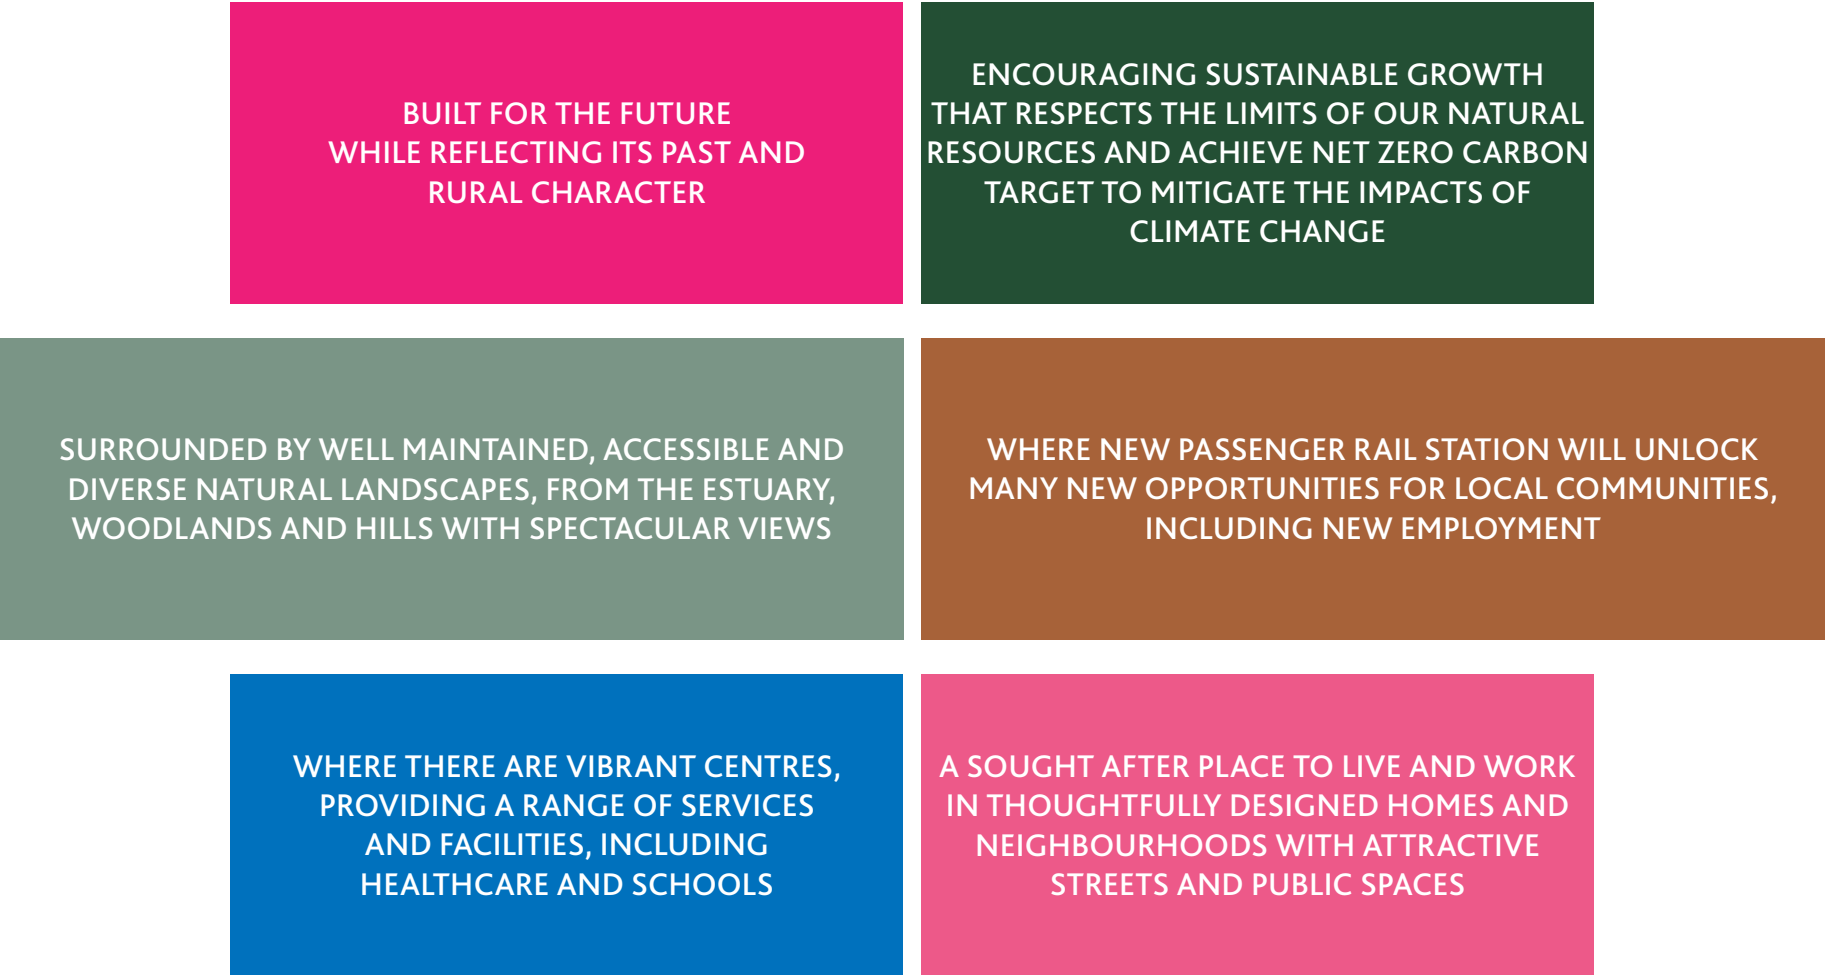 BUILT FOR THE FUTURE
WHILE REFLECTING ITS PAST AND
RURAL CHARACTER
ENCOURAGING SUSTAINABLE GROWTH
THAT RESPECTS THE LIMITS OF OUR NATURAL
RESOURCES AND ACHIEVE NET ZERO CARBON
TARGET TO MITIGATE THE IMPACTS OF
CLIMATE CHANGE
SURROUNDED BY WELL MAINTAINED, ACCESSIBLE AND
DIVERSE NATURAL LANDSCAPES, FROM THE ESTUARY,
WOODLANDS AND HILLS WITH SPECTACULAR VIEWS
WHERE NEW PASSENGER RAIL STATION WILL UNLOCK
MANY NEW OPPORTUNITIES FOR LOCAL COMMUNITIES,
INCLUDING NEW EMPLOYMENT
WHERE THERE ARE VIBRANT CENTRES,
PROVIDING A RANGE OF SERVICES
AND FACILITIES, INCLUDING
HEALTHCARE AND SCHOOLS
A SOUGHT AFTER PLACE TO LIVE AND WORK
IN THOUGHTFULLY DESIGNED HOMES AND
NEIGHBOURHOODS WITH ATTRACTIVE
STREETS AND PUBLIC SPACES